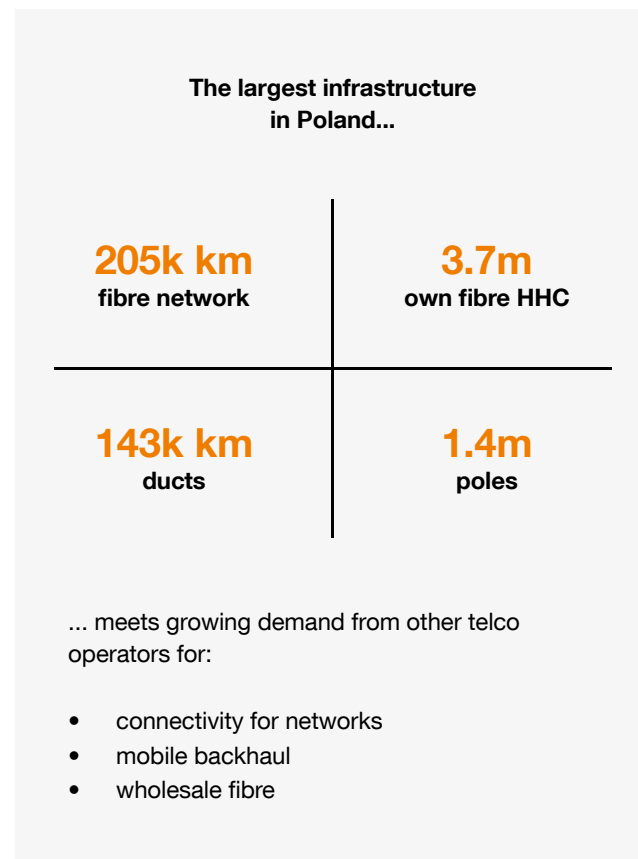 The largest infrastructure
in Poland...
205k km
fibre network
3.7m
own fibre HHC
143k km
ducts
1.4m
poles
... meets growing demand from other telco
operators for:
• connectivity for networks
• mobile backhaul
• wholesale fibre